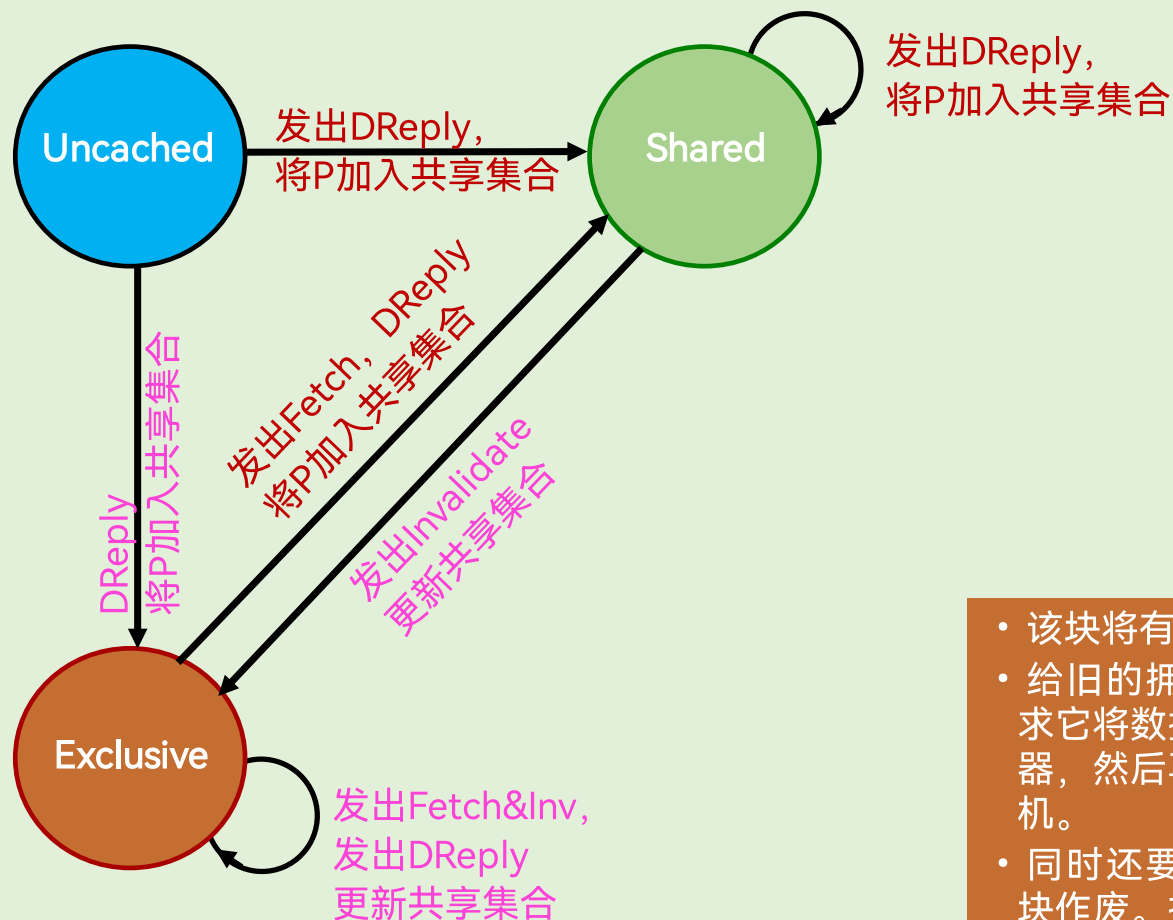 Uncached
发出DReply,
将P加入共享集合
Shared
发出DReply,
将P加入共享集合
DReply
将P加入共享集合
发出Fetch, DReply
将P加入共享集合
发出Invalidate
更新共享集合
Exclusive
发出Fetch&Inv,
发出DReply
更新共享集合
• 该块将有
• 给旧的拥
求它将数
器，然后
机。
• 同时还要
块作废。